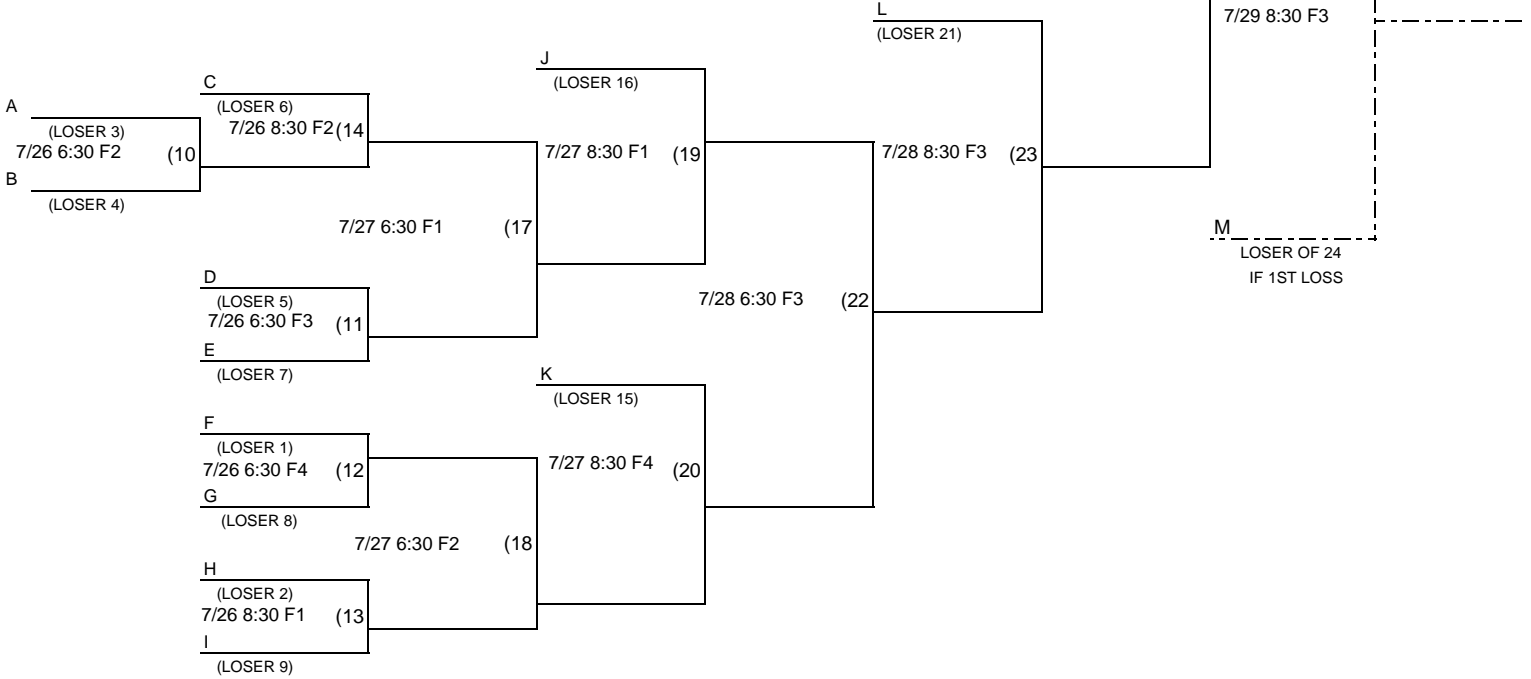 L
(LOSER 21)
7/29 8:30 F3
J
(LOSER 16)
C
(LOSER 6)
7/26 8:30 F2 (14
A
(LOSER 3)
7/26 6:30 F2 (10
B
(LOSER 4)
7/27 8:30 F1 (19
7/28 8:30 F3 (23
7/27 6:30 F1 (17
M
LOSER OF 24
IF 1ST LOSS
D
(LOSER 5)
7/26 6:30 F3 (11
E
(LOSER 7)
7/28 6:30 F3 (22
K
(LOSER 15)
F
(LOSER 1)
7/26 6:30 F4 (12
G
(LOSER 8)
7/27 8:30 F4 (20
7/27 6:30 F2 (18
H
(LOSER 2)
7/26 8:30 F1 (13
I
(LOSER 9)